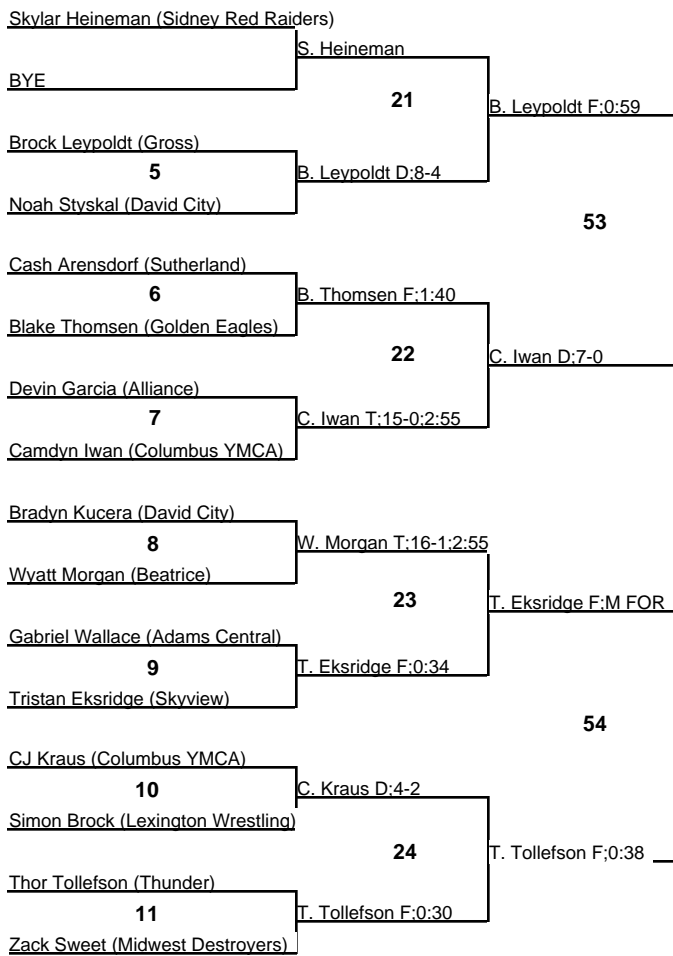 Skylar Heineman (Sidney Red Raiders)
S. Heineman
BYE
21
B. Leypoldt F;0:59
Brock Leypoldt (Gross)
5
B. Leypoldt D;8-4
Noah Styskal (David City)
53
Cash Arensdorf (Sutherland)
6
B. Thomsen F;1:40
Blake Thomsen (Golden Eagles)
22
C. Iwan D;7-0
Devin Garcia (Alliance)
7
C. Iwan T;15-0;2:55
Camdyn Iwan (Columbus YMCA)
Bradyn Kucera (David City)
8
W. Morgan T;16-1;2:55
Wyatt Morgan (Beatrice)
23
T. Eksridge F;M FOR
Gabriel Wallace (Adams Central)
9
T. Eksridge F;0:34
Tristan Eksridge (Skyview)
54
CJ Kraus (Columbus YMCA)
10
C. Kraus D;4-2
Simon Brock (Lexington Wrestling)
24
T. Tollefson F;0:38
Thor Tollefson (Thunder)
11
T. Tollefson F;0:30
Zack Sweet (Midwest Destroyers)